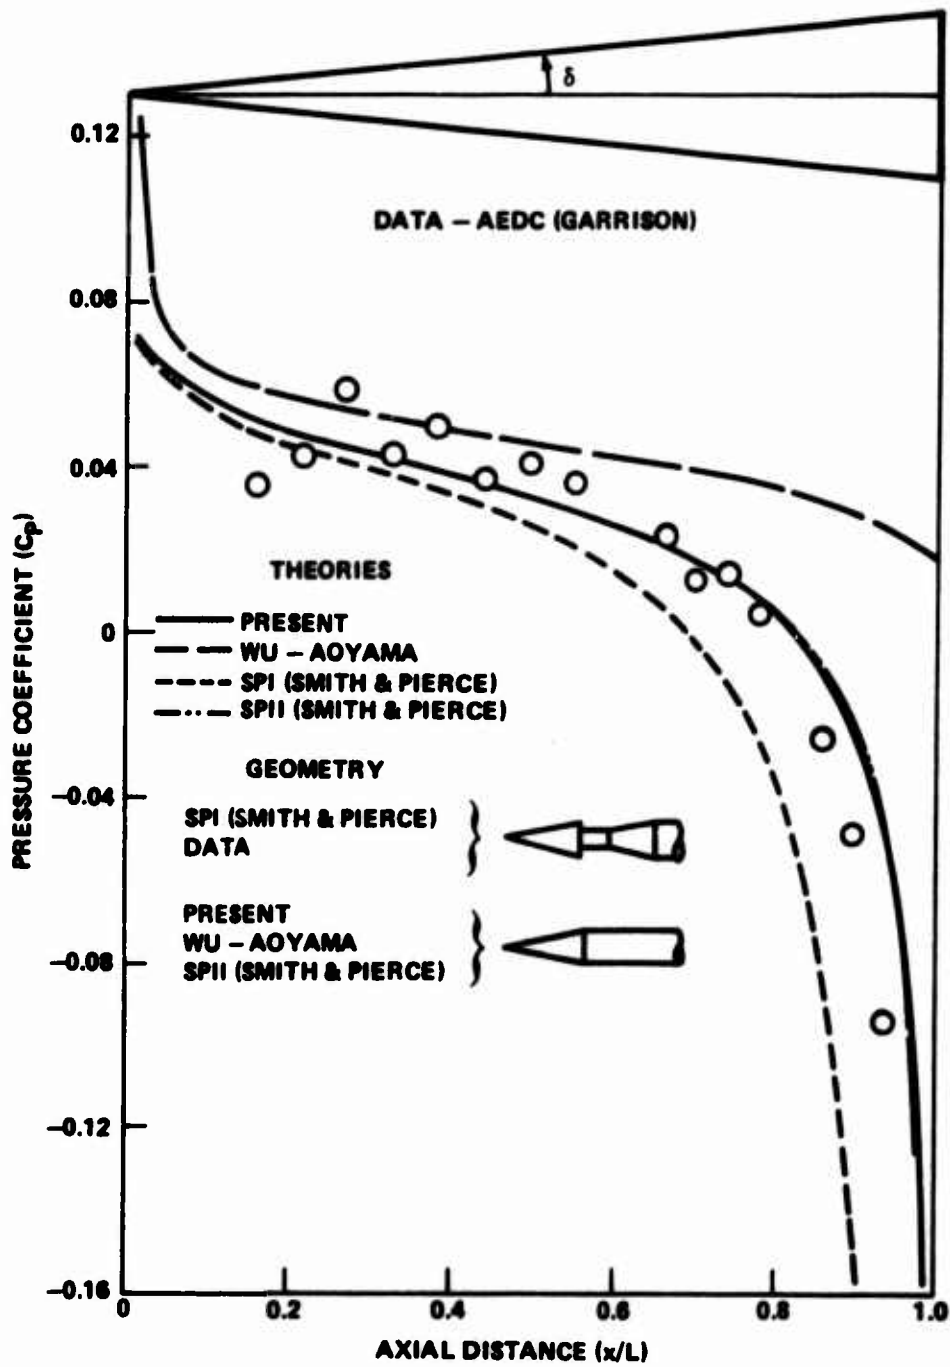 δ
DATA – AEDC (GARRISON)
0.12
0.08
0.04
0
–0.04
–0.08
–0.12
–0.16
PRESSURE COEFFICIENT (Cp)
THEORIES
PRESENT
WU – AOYAMA
SPI (SMITH & PIERCE)
SPII (SMITH & PIERCE)
GEOMETRY
SPI (SMITH & PIERCE)
DATA
PRESENT
WU – AOYAMA
SPII (SMITH & PIERCE)
0 0.2 0.4 0.6 0.8 1.0
AXIAL DISTANCE (x/L)